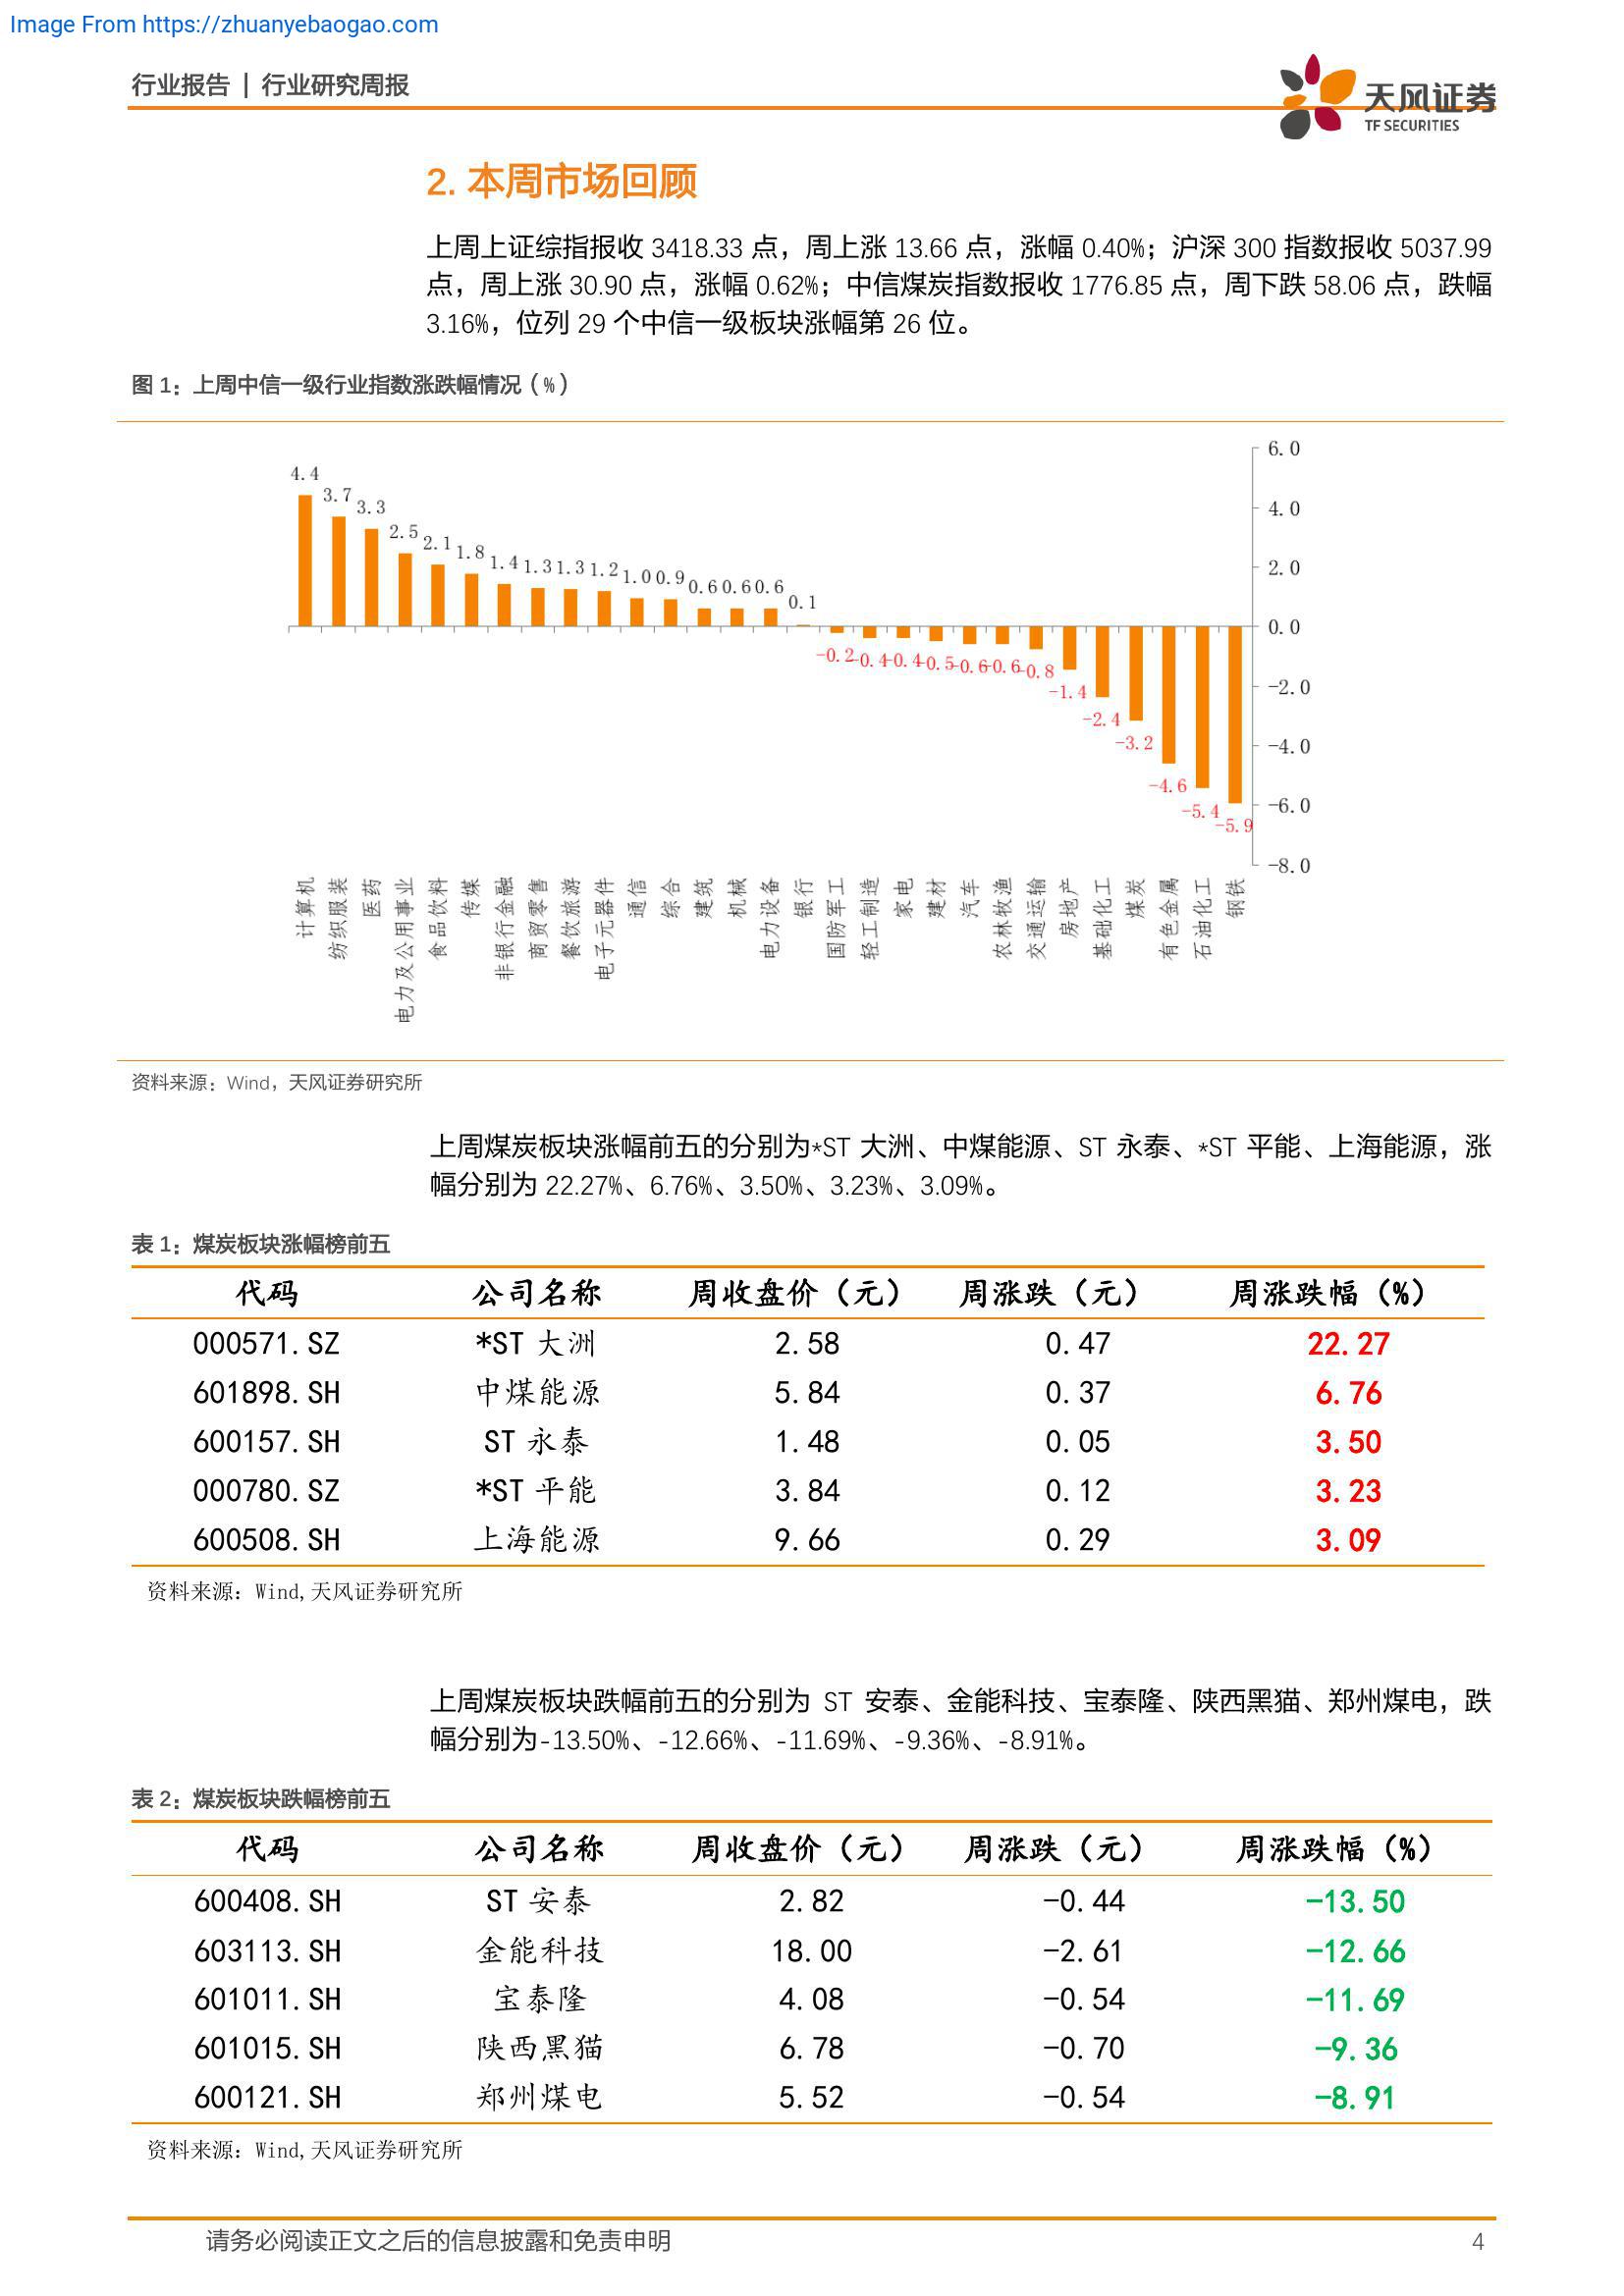 Image From https://zhuanyebaogao.com
行业报告 | 行业研究周报
天风证券
TF SECURITIES
2. 本周市场回顾
上周上证综指报收 3418.33 点，周上涨 13.66 点，涨幅 0.40%；沪深 300 指数报收 5037.99
点，周上涨 30.90 点，涨幅 0.62%；中信煤炭指数报收 1776.85 点，周下跌 58.06 点，跌幅
3.16%，位列 29 个中信一级板块涨幅第 26 位。
图 1：上周中信一级行业指数涨跌幅情况（%）
6.0
4.0
2.0
0.0
-2.0
-4.0
-6.0
-8.0
4.4 3.7 3.3 2.5 2.1 1.8 1.4 1.3 1.3 1.2 1.0 0.9 0.6 0.6 0.6 0.1 -0.2 -0.4 -0.4 -0.5 -0.6 -0.6 -0.8 -1.4 -2.4 -3.2 -4.6 -5.4 -5.9
计算机
纺织服装
医药
电力及公用事业
食品饮料
传媒
非银行金融
商贸零售
餐饮旅游
电子元器件
通信
综合
建筑
机械
电力设备
银行
国防军工
轻工制造
家电
建材
汽车
农林牧渔
交通运输
房地产
基础化工
煤炭
有色金属
石油化工
钢铁
资料来源：Wind，天风证券研究所
上周煤炭板块涨幅前五的分别为*ST 大洲、中煤能源、ST 永泰、*ST 平能、上海能源，涨
幅分别为 22.27%、6.76%、3.50%、3.23%、3.09%。
表 1：煤炭板块涨幅榜前五
代码 公司名称 周收盘价（元） 周涨跌（元） 周涨跌幅（%）
000571.SZ *ST 大洲 2.58 0.47 22.27
601898.SH 中煤能源 5.84 0.37 6.76
600157.SH ST 永泰 1.48 0.05 3.50
000780.SZ *ST 平能 3.84 0.12 3.23
600508.SH 上海能源 9.66 0.29 3.09
资料来源：Wind,天风证券研究所
上周煤炭板块跌幅前五的分别为 ST 安泰、金能科技、宝泰隆、陕西黑猫、郑州煤电，跌
幅分别为-13.50%、-12.66%、-11.69%、-9.36%、-8.91%。
表 2：煤炭板块跌幅榜前五
代码 公司名称 周收盘价（元） 周涨跌（元） 周涨跌幅（%）
600408.SH ST 安泰 2.82 -0.44 -13.50
603113.SH 金能科技 18.00 -2.61 -12.66
601011.SH 宝泰隆 4.08 -0.54 -11.69
601015.SH 陕西黑猫 6.78 -0.70 -9.36
600121.SH 郑州煤电 5.52 -0.54 -8.91
资料来源：Wind,天风证券研究所
请务必阅读正文之后的信息披露和免责申明 4